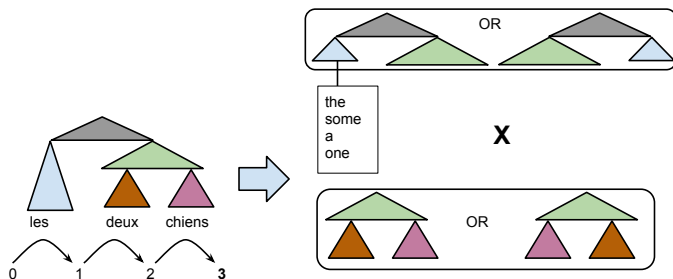 OR
the
some
a
one
X
les deux chiens
OR
0 1 2 3